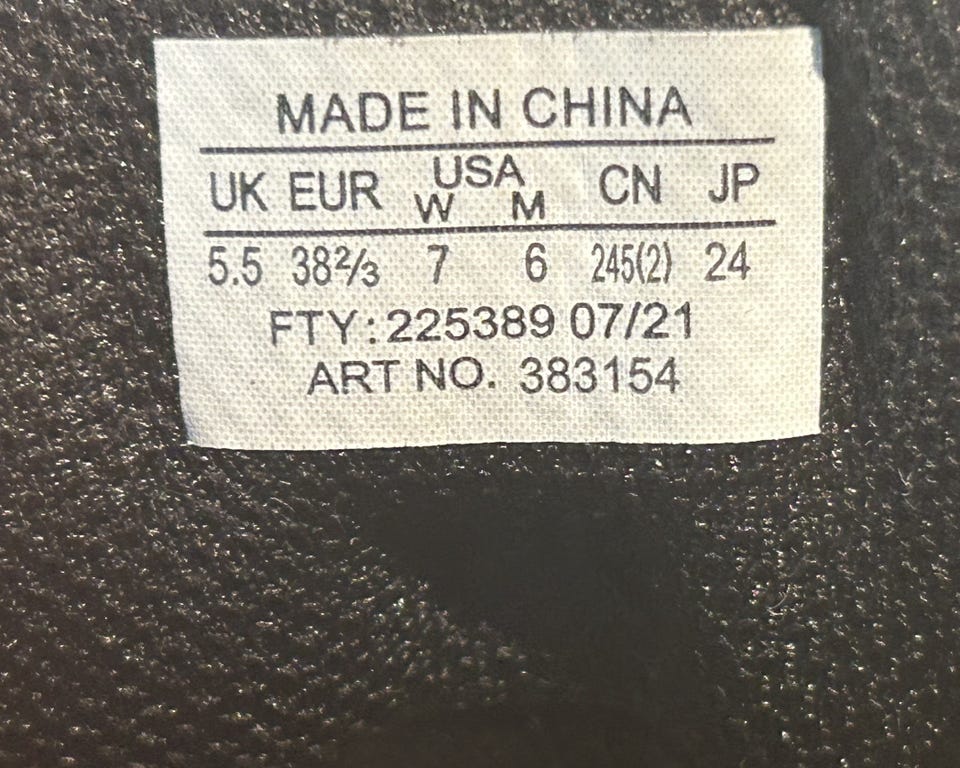 MADE IN CHINA
UK EUR USA W M CN JP
5.5 38⅔ 7 6 245(2) 24
FTY: 225389 07/21
ART NO. 383154